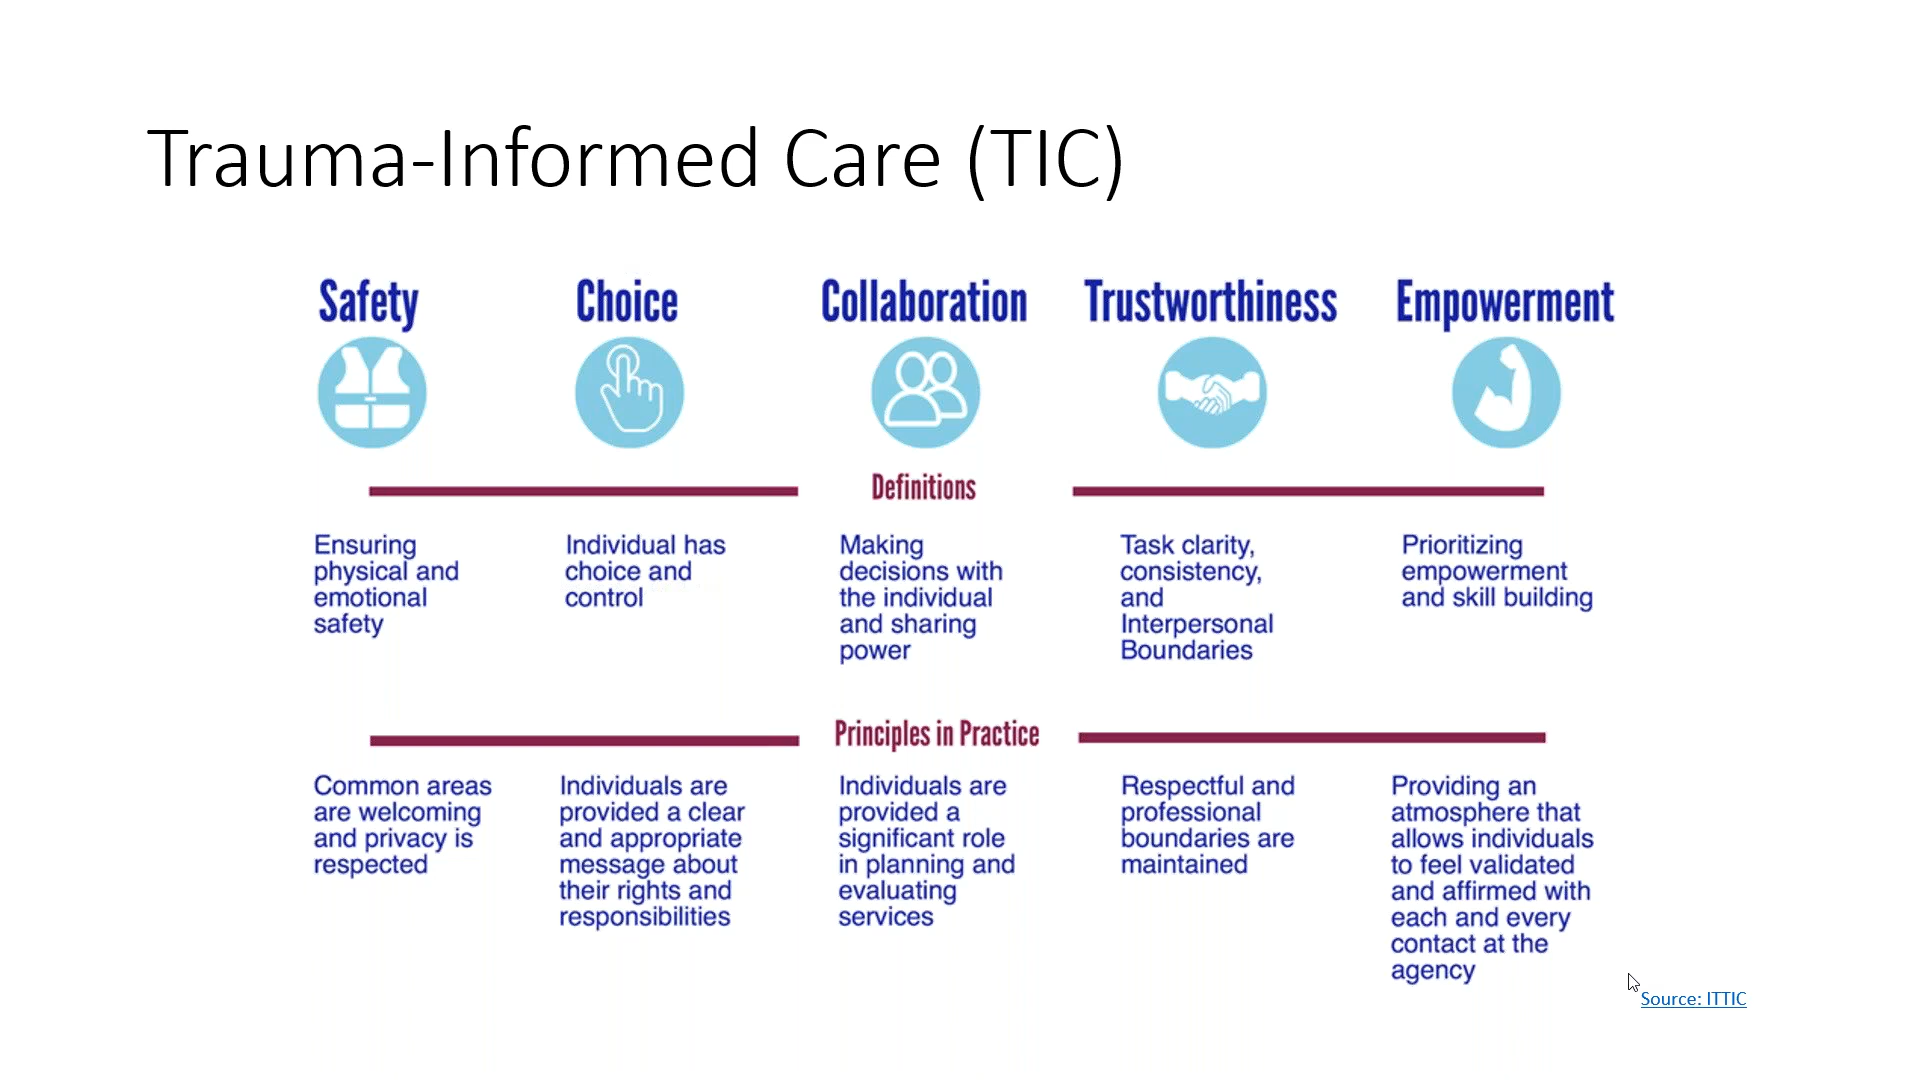 Trauma-Informed Care (TIC)
Safety
Choice
Collaboration
Trustworthiness
Empowerment
Definitions
Ensuring
physical and
emotional
safety
Individual has
choice and
control
Making
decisions with
the individual
and sharing
power
Task clarity,
consistency,
and
Interpersonal
Boundaries
Prioritizing
empowerment
and skill building
Principles in Practice
Common areas
are welcoming
and privacy is
respected
Individuals are
provided a clear
and appropriate
message about
their rights and
responsibilities
Individuals are
provided a
significant role
in planning and
evaluating
services
Respectful and
professional
boundaries are
maintained
Providing an
atmosphere that
allows individuals
to feel validated
and affirmed with
each and every
contact at the
agency
Source: ITTIC